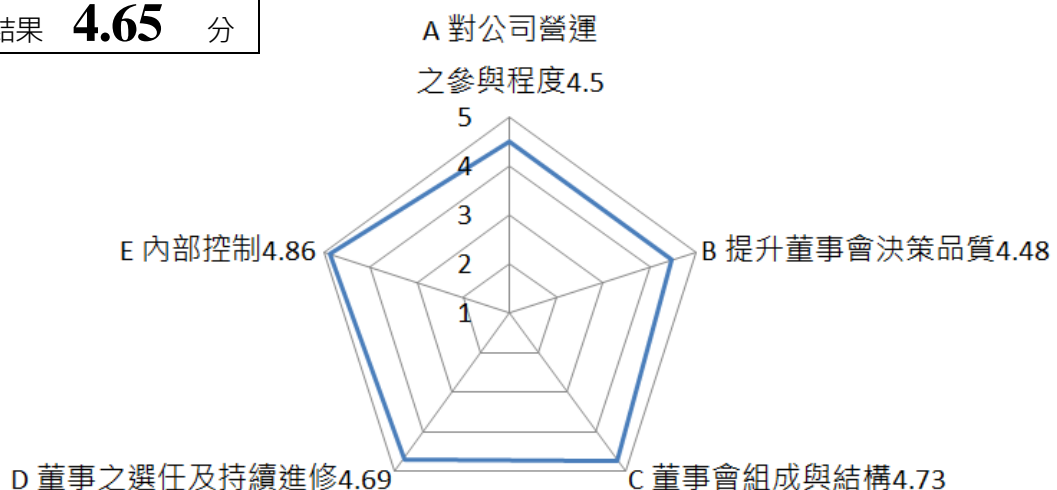 結果 4.65 分
A 對公司營運
之參與程度4.5
5
4
3
2
1
E 內部控制4.86
B 提升董事會決策品質4.48
D 董事之選任及持續進修4.69
C 董事會組成與結構4.73